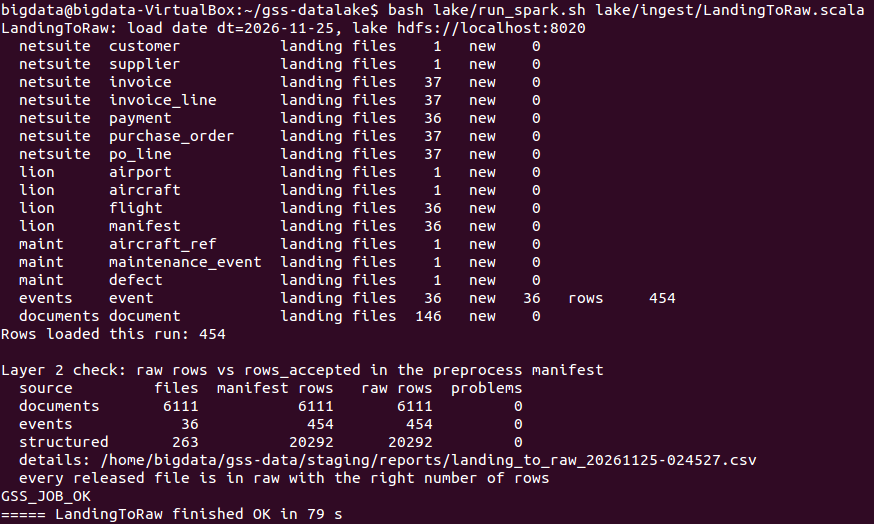 bigdata@bigdata-VirtualBox:~/gss-datalake$ bash lake/run_spark.sh lake/ingest/LandingToRaw.scala
LandingToRaw: load date dt=2026-11-25, lake hdfs://localhost:8020
  netsuite  customer           landing files    1   new    0
  netsuite  supplier           landing files    1   new    0
  netsuite  invoice            landing files   37   new    0
  netsuite  invoice_line       landing files   37   new    0
  netsuite  payment            landing files   36   new    0
  netsuite  purchase_order     landing files   37   new    0
  netsuite  po_line            landing files   37   new    0
  lion      airport            landing files    1   new    0
  lion      aircraft           landing files    1   new    0
  lion      flight             landing files   36   new    0
  lion      manifest           landing files   36   new    0
  maint     aircraft_ref       landing files    1   new    0
  maint     maintenance_event  landing files    1   new    0
  maint     defect             landing files    1   new    0
  events    event              landing files   36   new   36   rows     454
  documents document           landing files  146   new    0
Rows loaded this run: 454

Layer 2 check: raw rows vs rows_accepted in the preprocess manifest
  source         files  manifest rows   raw rows  problems
  documents       6111           6111       6111         0
  events            36            454        454         0
  structured       263          20292      20292         0
  details: /home/bigdata/gss-data/staging/reports/landing_to_raw_20261125-024527.csv
  every released file is in raw with the right number of rows
GSS_JOB_OK
===== LandingToRaw finished OK in 79 s